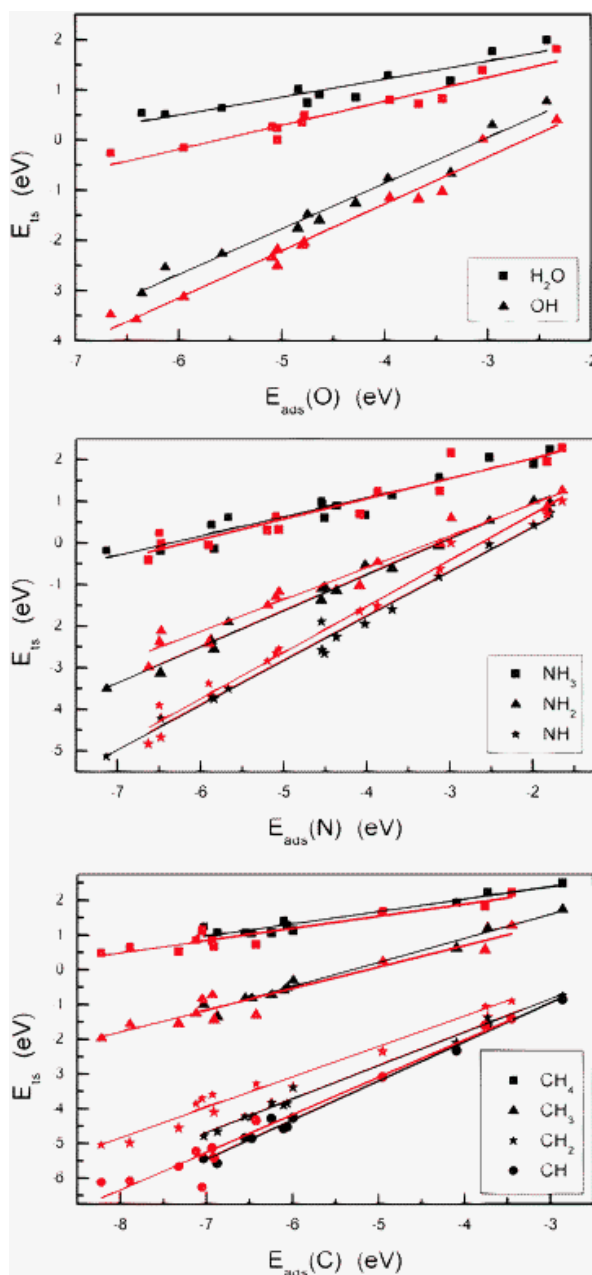 2
1
0
1
-2
-3
4
E_ts (eV)
H₂O
OH
-7 -6 -5 -4 -3 -2
E_ads(O) (eV)
2
1
0
-1
-2
-3
-4
-5
E_ts (eV)
NH₃
NH₂
NH
-7 -6 -5 -4 -3 -2
E_ads(N) (eV)
2
1
0
-1
-2
-3
-4
-5
-6
E_ts (eV)
CH₄
CH₃
CH₂
CH
-8 -7 -6 -5 -4 -3
E_ads(C) (eV)